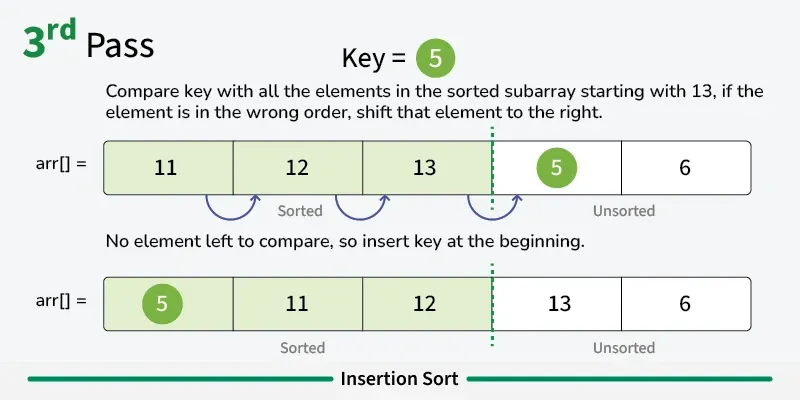 3rd Pass
Key = 5
Compare key with all the elements in the sorted subarray starting with 13, if the
element is in the wrong order, shift that element to the right.
arr[] = 11 12 13 5 6
Sorted Unsorted
No element left to compare, so insert key at the beginning.
arr[] = 5 11 12 13 6
Sorted Unsorted
Insertion Sort